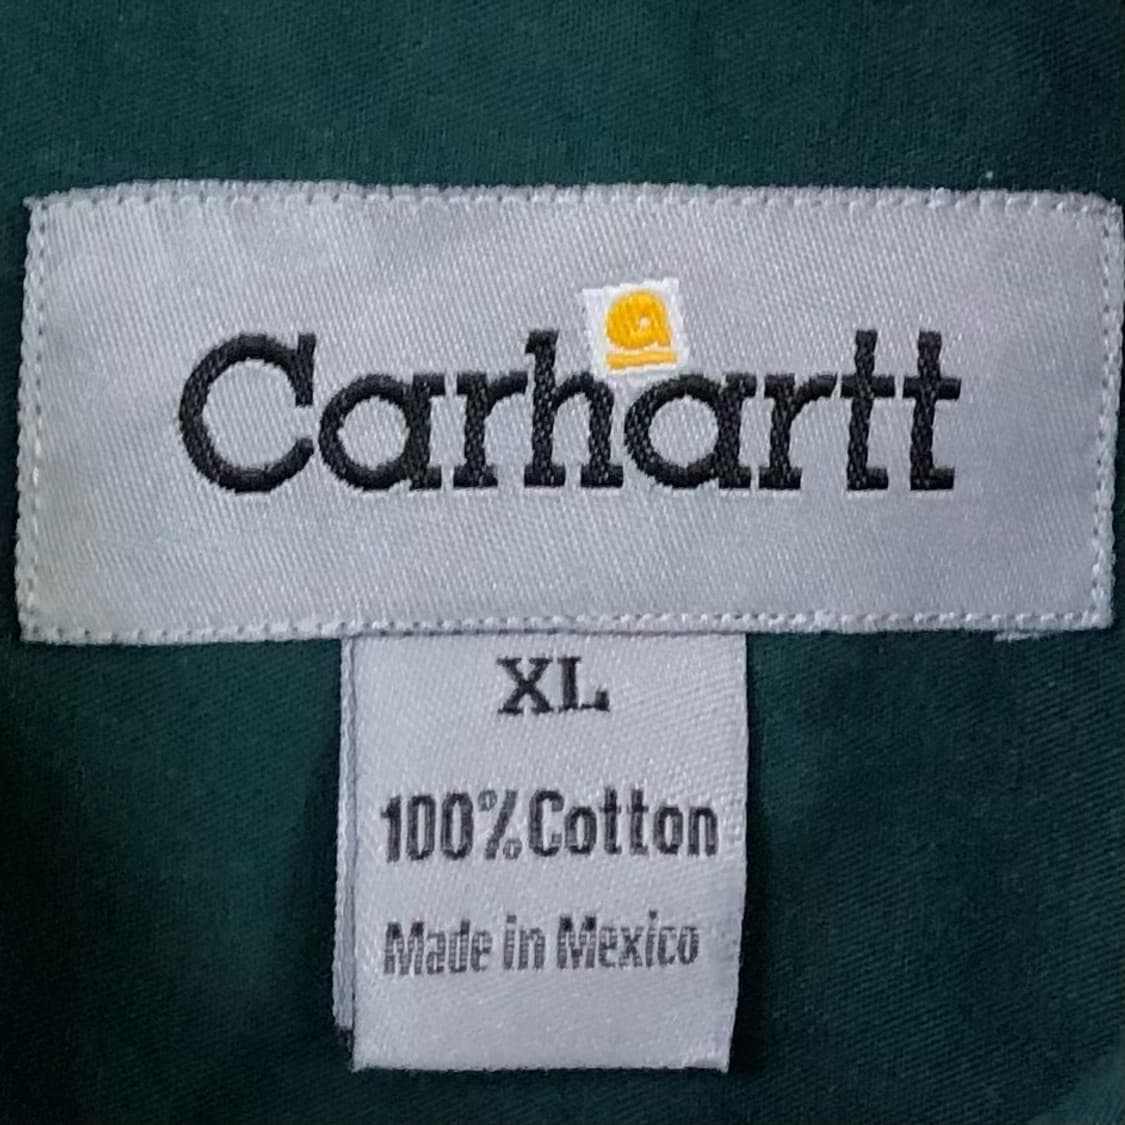 Carhartt
XL
100% Cotton
Made in Mexico